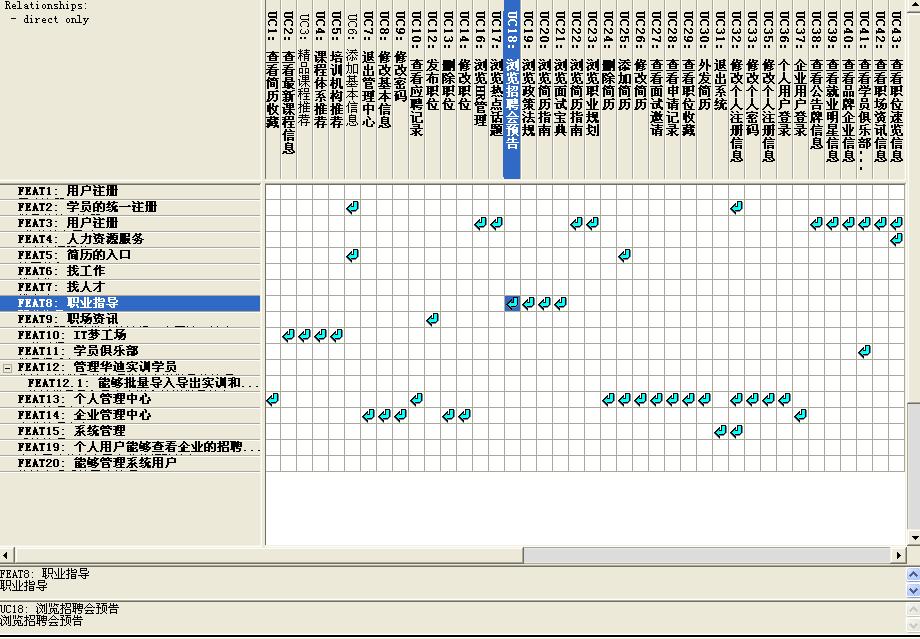 Relationships:
- direct only
UC1: 查看简历收藏
UC2: 查看最新课程信息
UC3: 精品课程推荐
UC4: 课程体系推荐
UC5: 培训机构推荐
UC6: 添加基本信息
UC7: 退出管理中心
UC8: 修改基本信息
UC9: 修改密码
UC10: 查看应聘记录
UC12: 发布职位
UC13: 删除职位
UC14: 修改职位
UC16: 浏览HR管理
UC17: 浏览热点话题
UC18: 浏览招聘会预告
UC19: 浏览政策法规
UC20: 浏览简历指南
UC21: 浏览面试宝典
UC22: 浏览简历指南
UC23: 浏览职业规划
UC24: 删除简历
UC25: 添加简历
UC26: 修改简历
UC27: 查看面试邀请
UC28: 查看申请记录
UC29: 查看职位收藏
UC30: 外发简历
UC31: 退出系统
UC32: 修改个人注册信息
UC33: 修改个人密码
UC35: 修改个人注册信息
UC36: 个人用户登录
UC37: 企业用户登录
UC38: 查看公告牌信息
UC39: 查看就业明星信息
UC40: 查看品牌企业信息
UC41: 查看学员俱乐部...
UC42: 查看职场资讯信息
UC43: 查看职位速览信息
FEAT1: 用户注册
FEAT2: 学员的统一注册
FEAT3: 用户注册
FEAT4: 人力资源服务
FEAT5: 简历的入口
FEAT6: 找工作
FEAT7: 找人才
FEAT8: 职业指导
FEAT9: 职场资讯
FEAT10: IT梦工场
FEAT11: 学员俱乐部
FEAT12: 管理华迪实训学员
FEAT12.1: 能够批量导入导出实训和...
FEAT13: 个人管理中心
FEAT14: 企业管理中心
FEAT15: 系统管理
FEAT19: 个人用户能够查看企业的招聘...
FEAT20: 能够管理系统用户
FEAT8: 职业指导
职业指导
UC18: 浏览招聘会预告
浏览招聘会预告